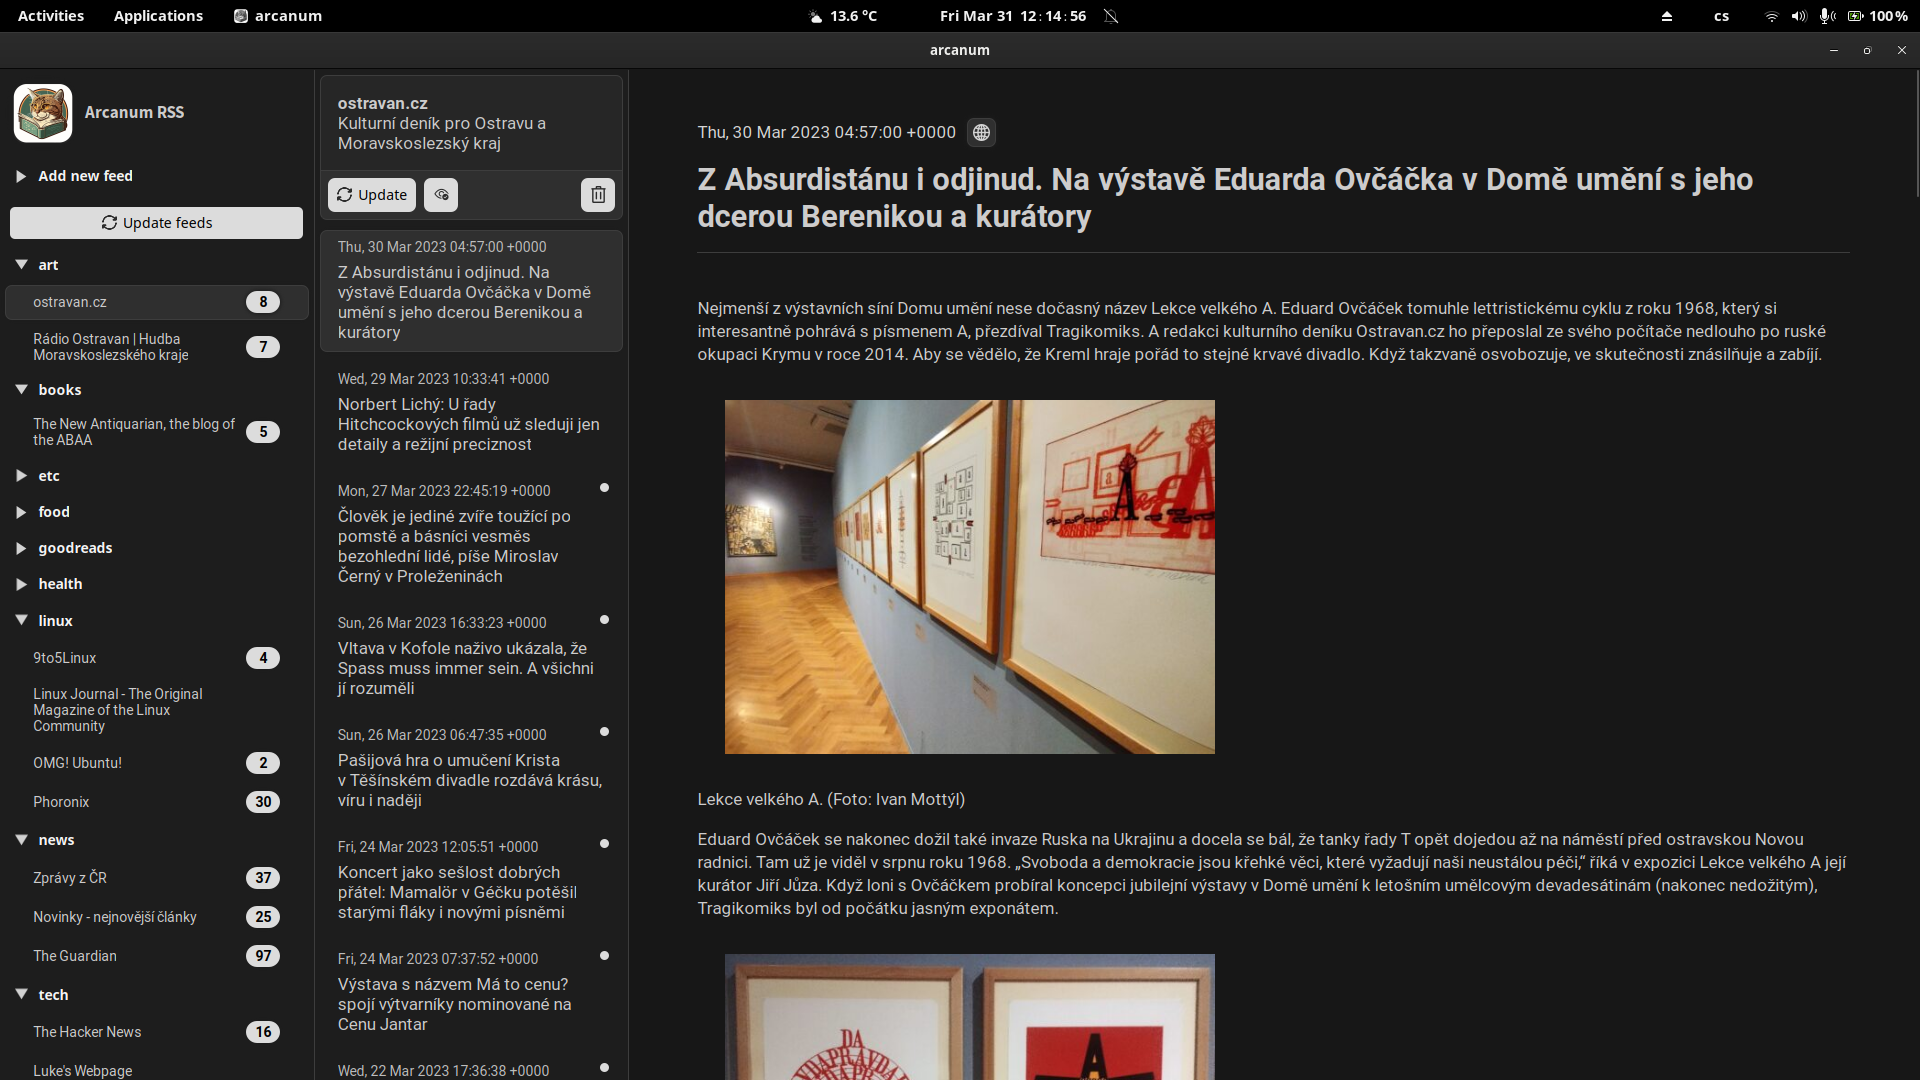 Activities Applications arcanum 13.6 °C Fri Mar 31 12:14:56 cs 100 %
arcanum
Arcanum RSS
Add new feed
Update feeds
art
ostravan.cz 8
Rádio Ostravan | Hudba
Moravskoslezského kraje 7
books
The New Antiquarian, the blog of
the ABAA 5
etc
food
goodreads
health
linux
9to5Linux 4
Linux Journal - The Original
Magazine of the Linux
Community
OMG! Ubuntu! 2
Phoronix 30
news
Zprávy z ČR 37
Novinky - nejnovější články 25
The Guardian 97
tech
The Hacker News 16
Luke's Webpage
ostravan.cz
Kulturní deník pro Ostravu a
Moravskoslezský kraj
Update
Thu, 30 Mar 2023 04:57:00 +0000
Z Absurdistánu i odjinud. Na
výstavě Eduarda Ovčáčka v Domě
umění s jeho dcerou Berenikou a
kurátory
Wed, 29 Mar 2023 10:33:41 +0000
Norbert Lichý: U řady
Hitchcockových filmů už sleduji jen
detaily a režijní preciznost
Mon, 27 Mar 2023 22:45:19 +0000
Člověk je jediné zvíře toužící po
pomstě a básníci vesměs
bezohlední lidé, píše Miroslav
Černý v Proleženinách
Sun, 26 Mar 2023 16:33:23 +0000
Vltava v Kofole naživo ukázala, že
Spass muss immer sein. A všichni
jí rozuměli
Sun, 26 Mar 2023 06:47:35 +0000
Pašijová hra o umučení Krista
v Těšínském divadle rozdává krásu,
víru i naději
Fri, 24 Mar 2023 12:05:51 +0000
Koncert jako sešlost dobrých
přátel: Mamalör v Géčku potěšil
starými fláky i novými písněmi
Fri, 24 Mar 2023 07:37:52 +0000
Výstava s názvem Má to cenu?
spojí výtvarníky nominované na
Cenu Jantar
Wed, 22 Mar 2023 17:36:38 +0000
Thu, 30 Mar 2023 04:57:00 +0000
Z Absurdistánu i odjinud. Na výstavě Eduarda Ovčáčka v Domě umění s jeho
dcerou Berenikou a kurátory
Nejmenší z výstavních síní Domu umění nese dočasný název Lekce velkého A. Eduard Ovčáček tomuhle lettristickému cyklu z roku 1968, který si
interesantně pohrává s písmenem A, přezdíval Tragikomiks. A redakci kulturního deníku Ostravan.cz ho přeposlal ze svého počítače nedlouho po ruské
okupaci Krymu v roce 2014. Aby se vědělo, že Kreml hraje pořád to stejné krvavé divadlo. Když takzvaně osvobozuje, ve skutečnosti znásilňuje a zabíjí.
a A A
Lekce velkého A. (Foto: Ivan Mottýl)
Eduard Ovčáček se nakonec dožil také invaze Ruska na Ukrajinu a docela se bál, že tanky řady T opět dojedou až na náměstí před ostravskou Novou
radnici. Tam už je viděl v srpnu roku 1968. „Svoboda a demokracie jsou křehké věci, které vyžadují naši neustálou péči,“ říká v expozici Lekce velkého A její
kurátor Jiří Jůza. Když loni s Ovčáčkem probíral koncepci jubilejní výstavy v Domě umění k letošním umělcovým devadesátinám (nakonec nedožitým),
Tragikomiks byl od počátku jasným exponátem.
DA
A